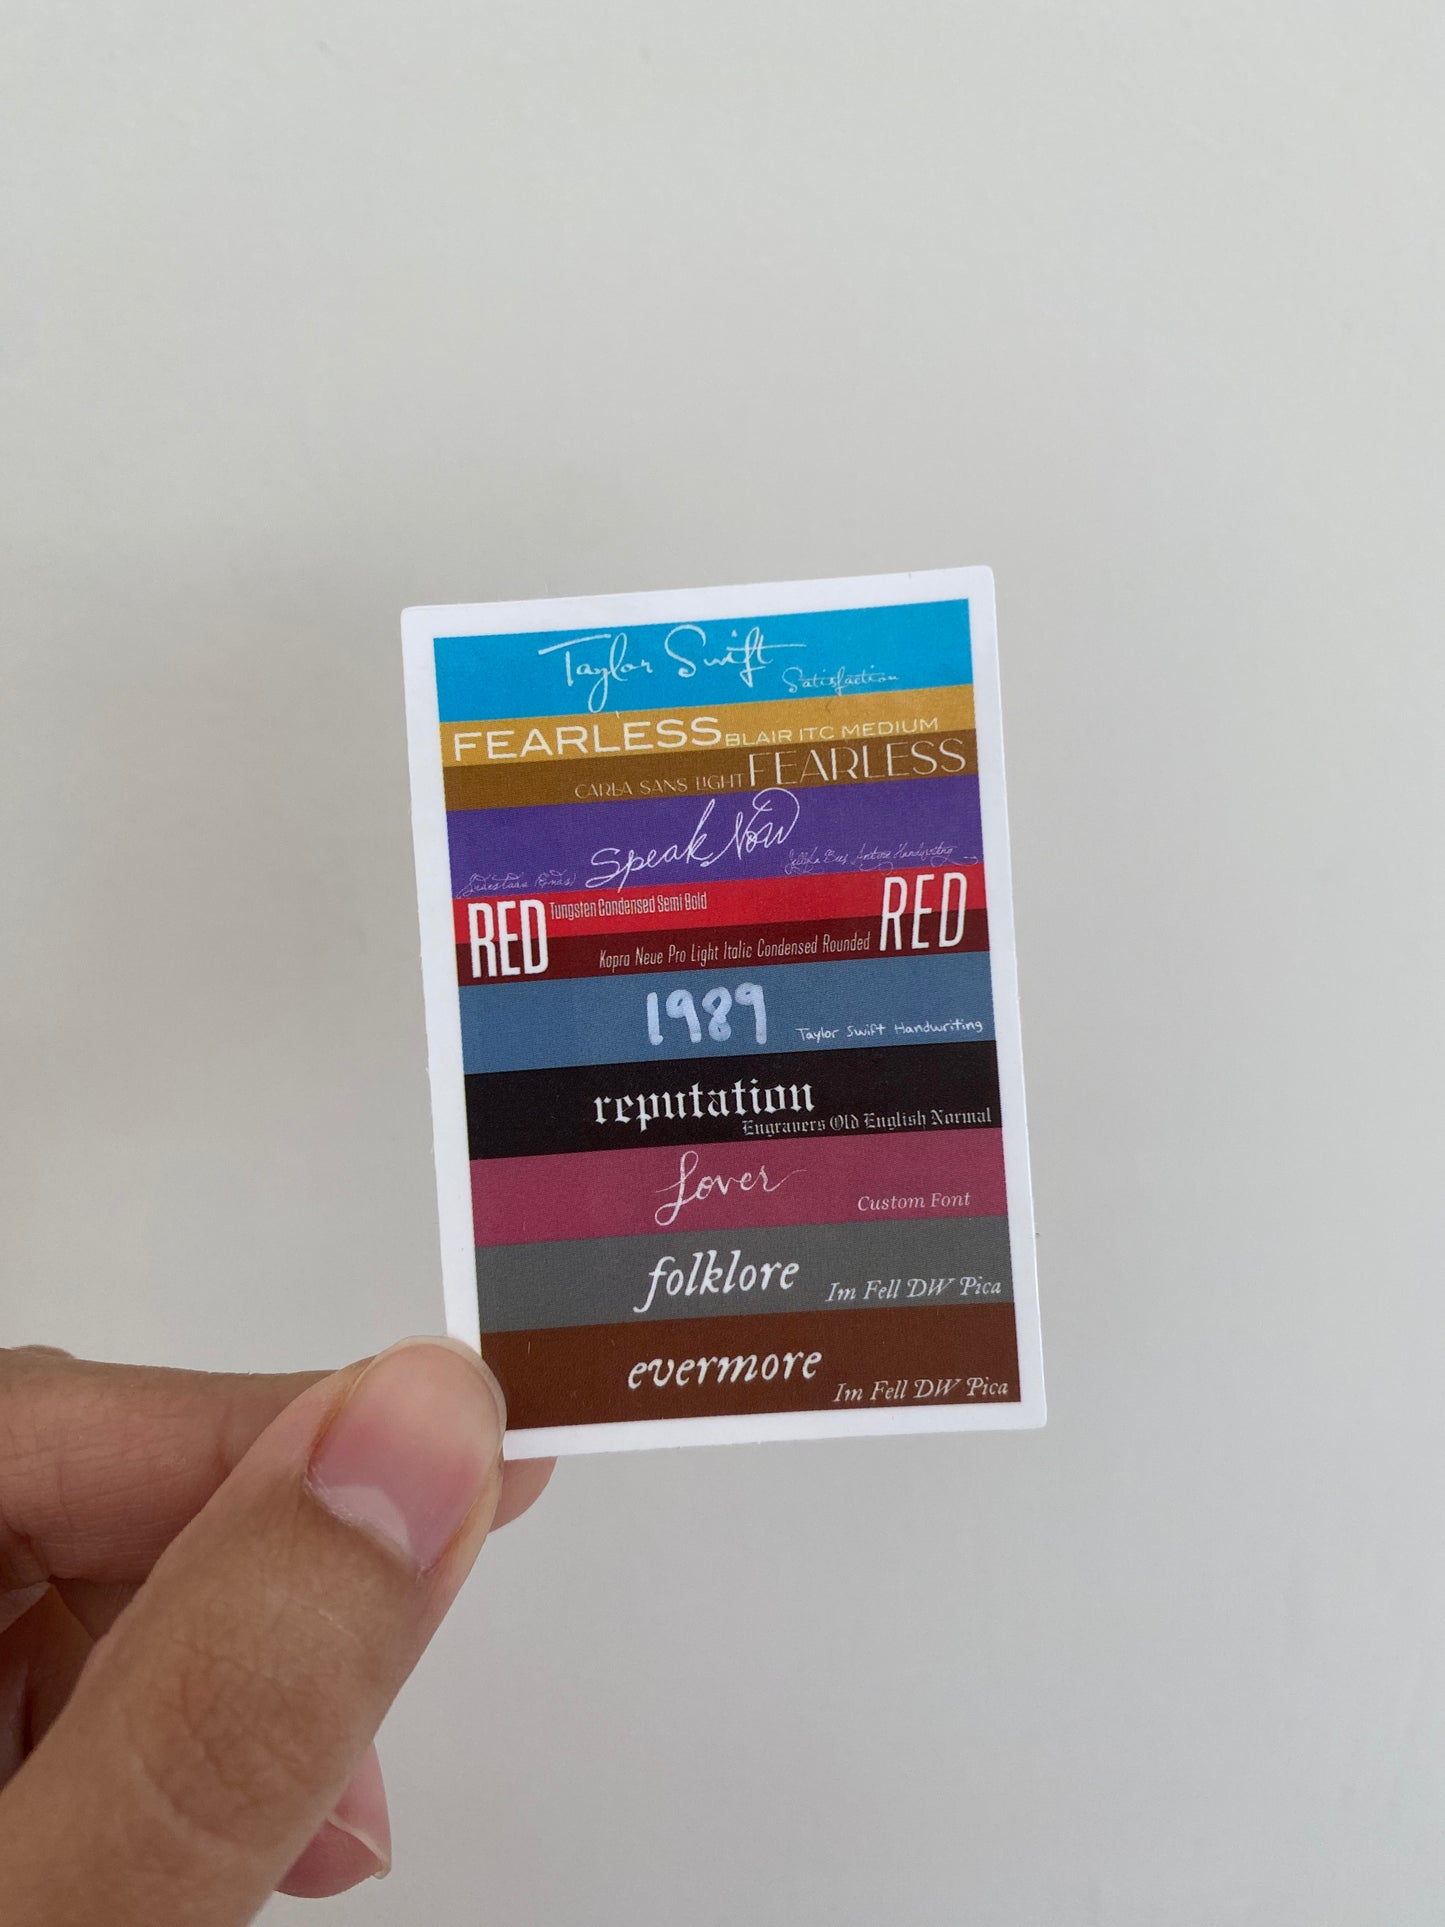 Taylor Swift
Satisfaction
FEARLESS BLAIR ITC MEDIUM
CARLA SANS LIGHT FEARLESS
Speak Now
Handwriting
RED Tungsten Condensed Semi Bold
Kopra Neue Pro Light Italic Condensed Rounded RED
1989
Taylor Swift Handwriting
reputation
Engravers Old English Normal
Lover
Custom Font
folklore
Im Fell DW Pica
evermore
Im Fell DW Pica